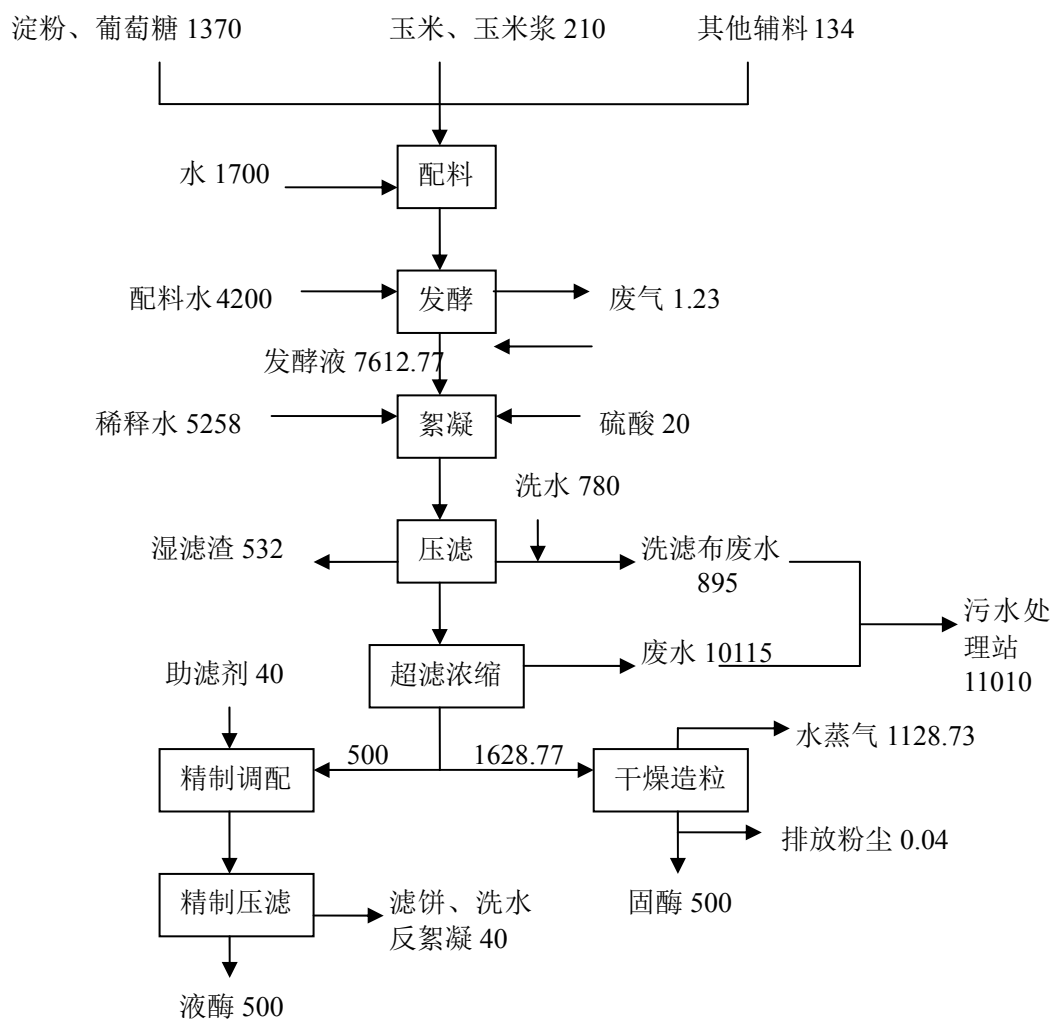 淀粉、葡萄糖 1370
玉米、玉米浆 210
其他辅料 134
水 1700
配料
配料水 4200
发酵
废气 1.23
发酵液 7612.77
稀释水 5258
絮凝
硫酸 20
洗水 780
湿滤渣 532
压滤
洗滤布废水
895
污水处
理站
11010
废水 10115
超滤浓缩
助滤剂 40
水蒸气 1128.73
500
1628.77
精制调配
干燥造粒
排放粉尘 0.04
精制压滤
滤饼、洗水
反絮凝 40
固酶 500
液酶 500